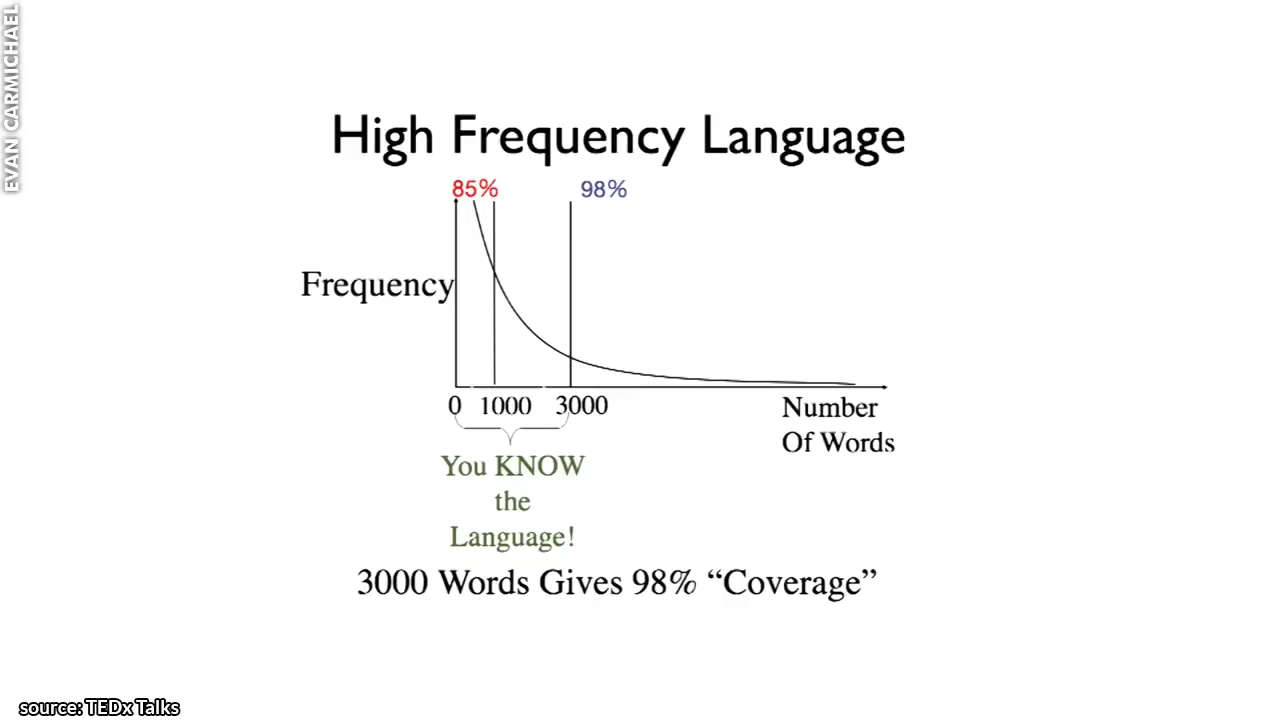 EVAN CARMICHAEL
High Frequency Language
85%
98%
Frequency
0
1000
3000
Number
Of Words
You KNOW
the
Language!
3000 Words Gives 98% “Coverage”
source: TEDx Talks